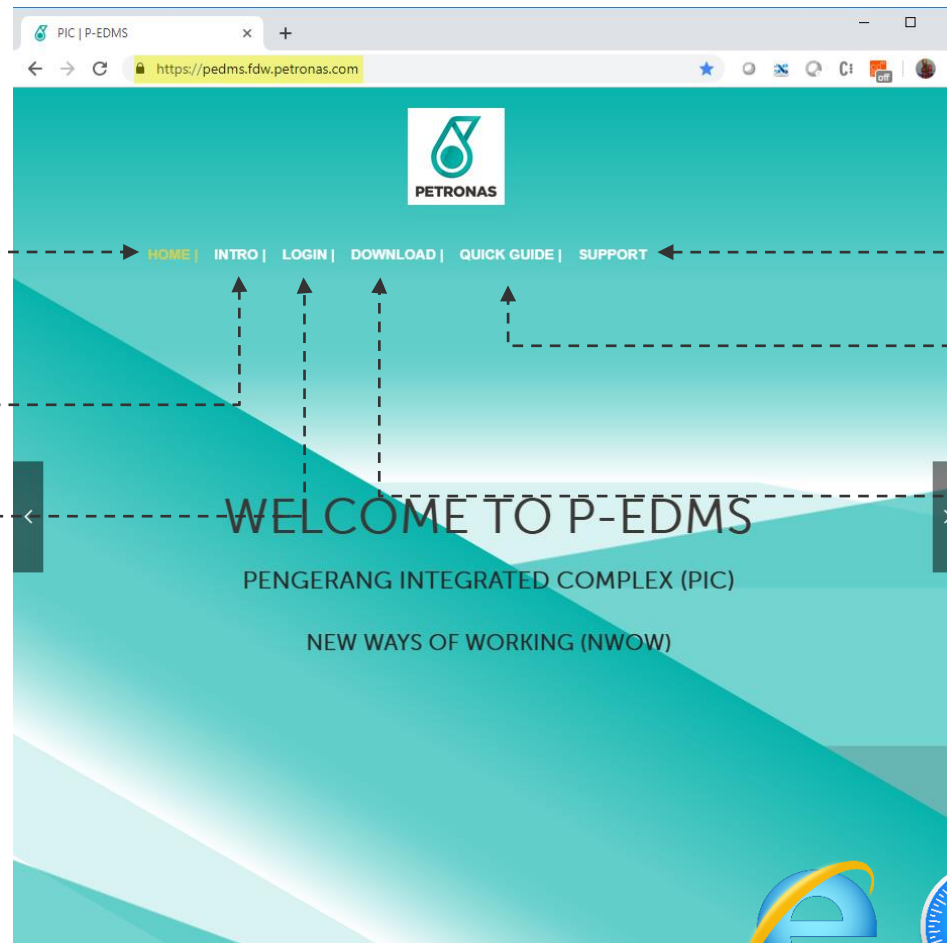 PIC | P-EDMS
https://pedms.fdw.petronas.com
off
PETRONAS
HOME | INTRO | LOGIN | DOWNLOAD | QUICK GUIDE | SUPPORT
WELCOME TO P-EDMS
PENGERANG INTEGRATED COMPLEX (PIC)
NEW WAYS OF WORKING (NWOW)